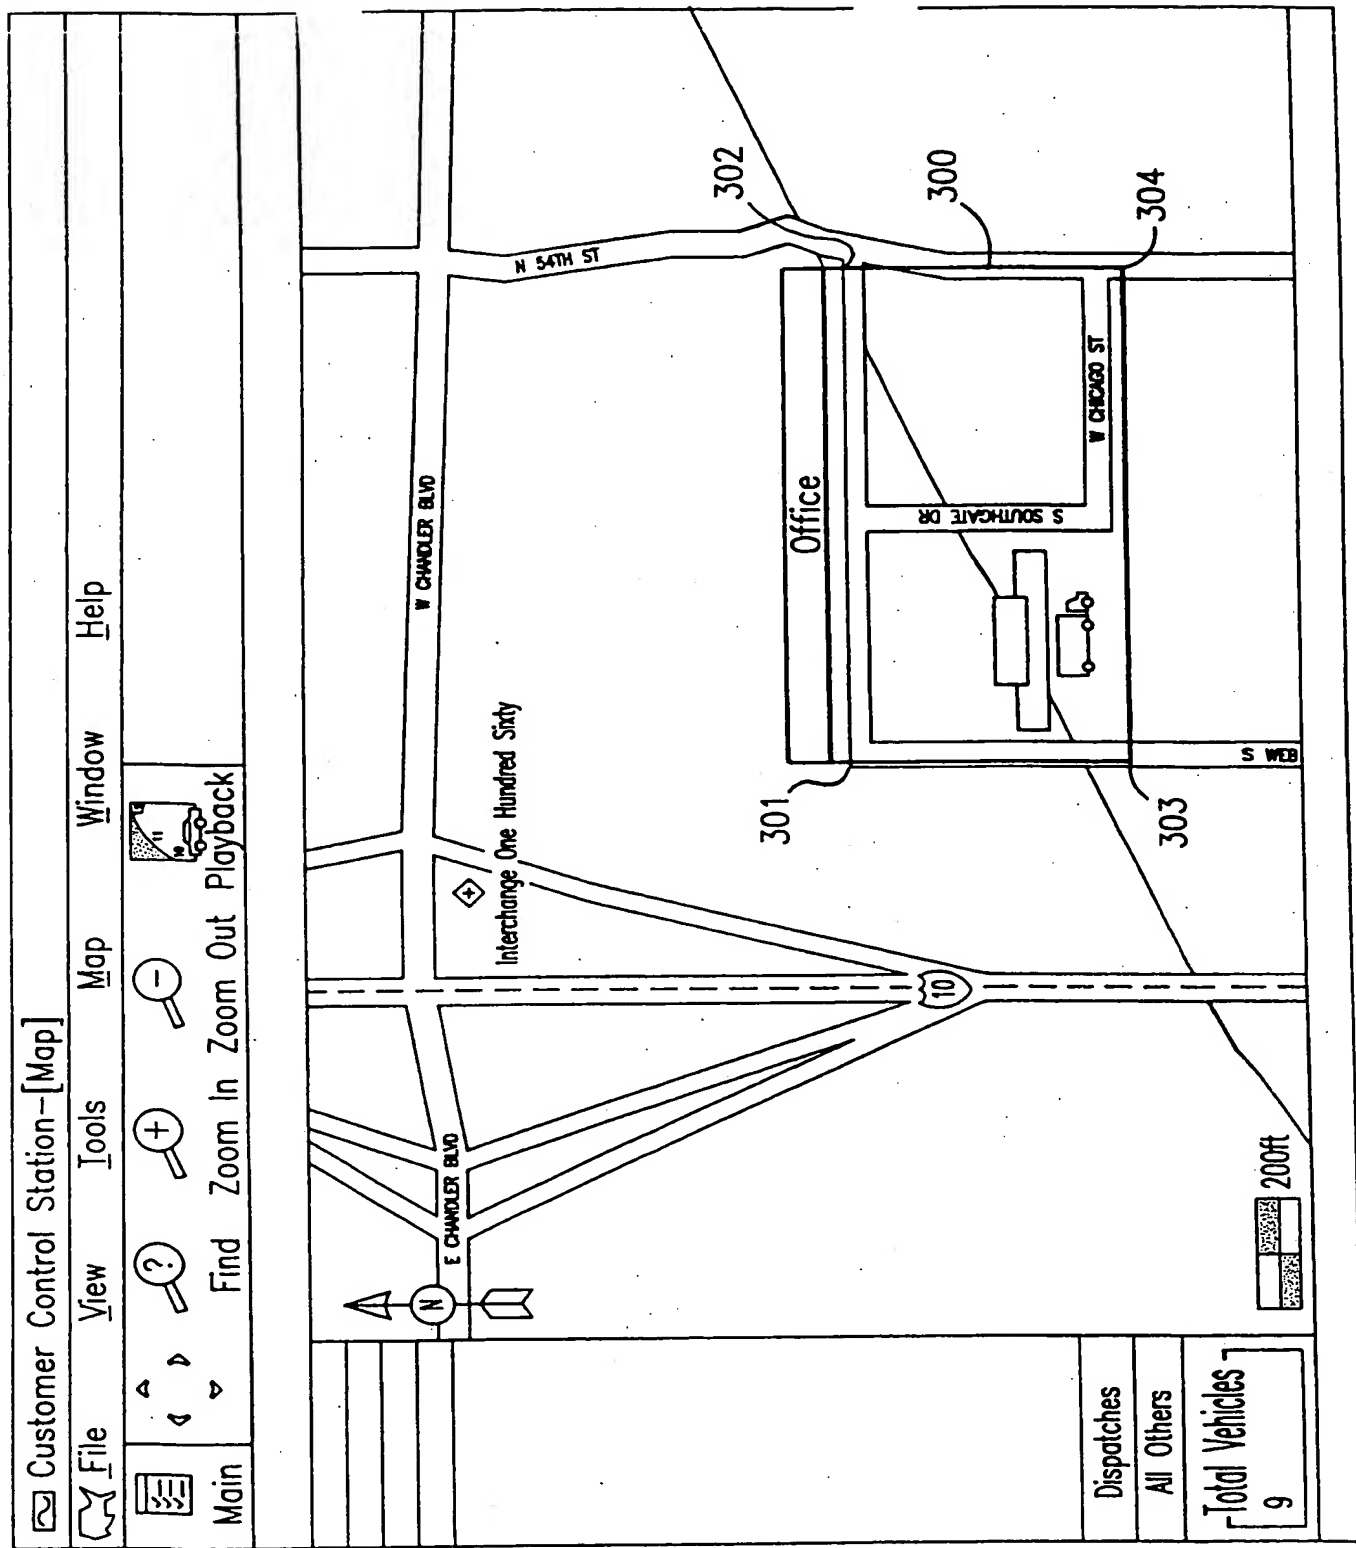 Customer Control Station-[Map]
File View Tools Map Window Help
Main
Find Zoom In Zoom Out Playback
11
10
N
E CHANDLER BLVD
W CHANDLER BLVD
N 54TH ST
Interchange One Hundred Sixty
10
Office
S SOUTHGATE DR
W CHICAGO ST
S WEB
301
302
300
303
304
200ft
Dispatches
All Others
Total Vehicles
9